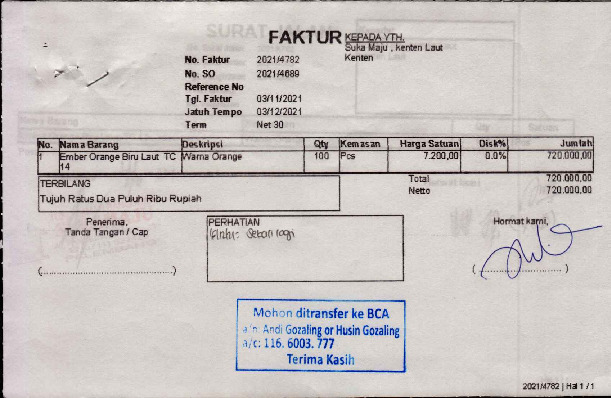 FAKTUR
KEPADA YTH.
Suka Maju , kenten Laut
Kenten
No. Faktur 2021/4782
No. SO 2021/4689
Reference No
Tgl. Faktur 03/11/2021
Jatuh Tempo 03/12/2021
Term Net 30
No. Nama Barang Deskripsi Qty Kemasan Harga Satuan Disk% Jumlah
1 Ember Orange Biru Laut TC 14 Warna Orange 100 Pcs 7.200,00 0.0% 720.000,00
Total 720.000,00
Netto 720.000,00
TERBILANG
Tujuh Ratus Dua Puluh Ribu Rupiah
Penerima,
Tanda Tangan / Cap
(..............................)
PERHATIAN
Hormat kami,
(......................)
Mohon ditransfer ke BCA
a/n: Andi Gozaling or Husin Gozaling
a/c: 116. 6003. 777
Terima Kasih
2021/4782 | Hal 1 / 1